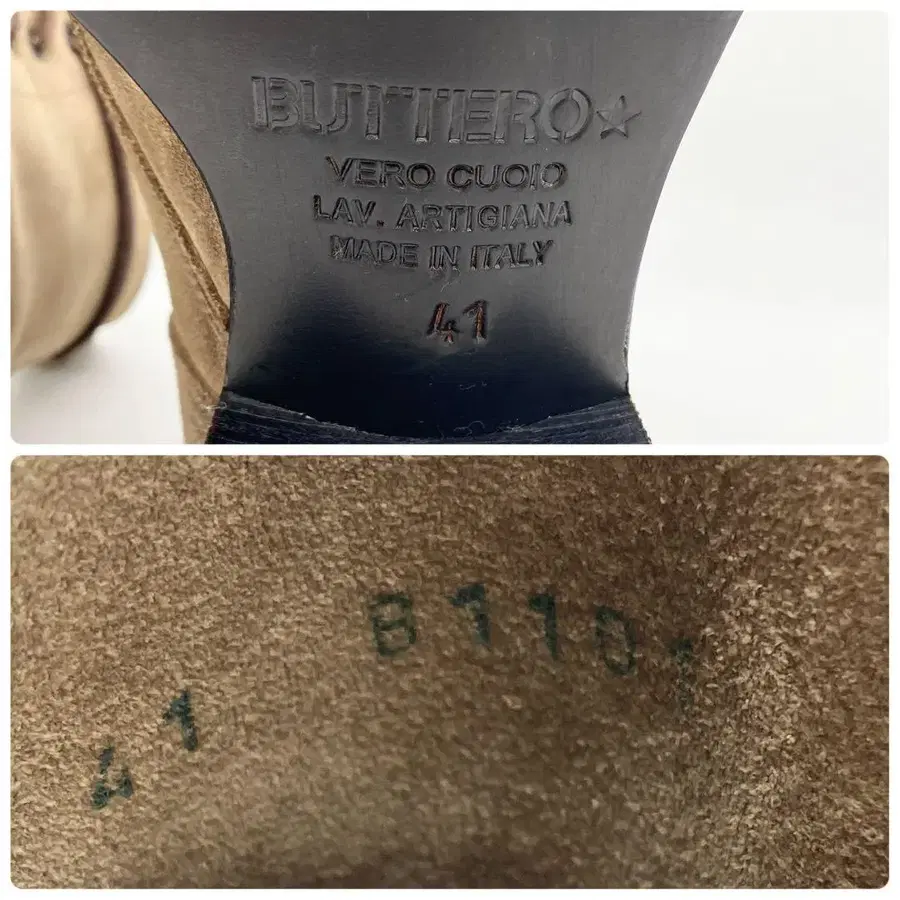 BUTTERO★
VERO CUOIO
LAV. ARTIGIANA
MADE IN ITALY
41
B110
41